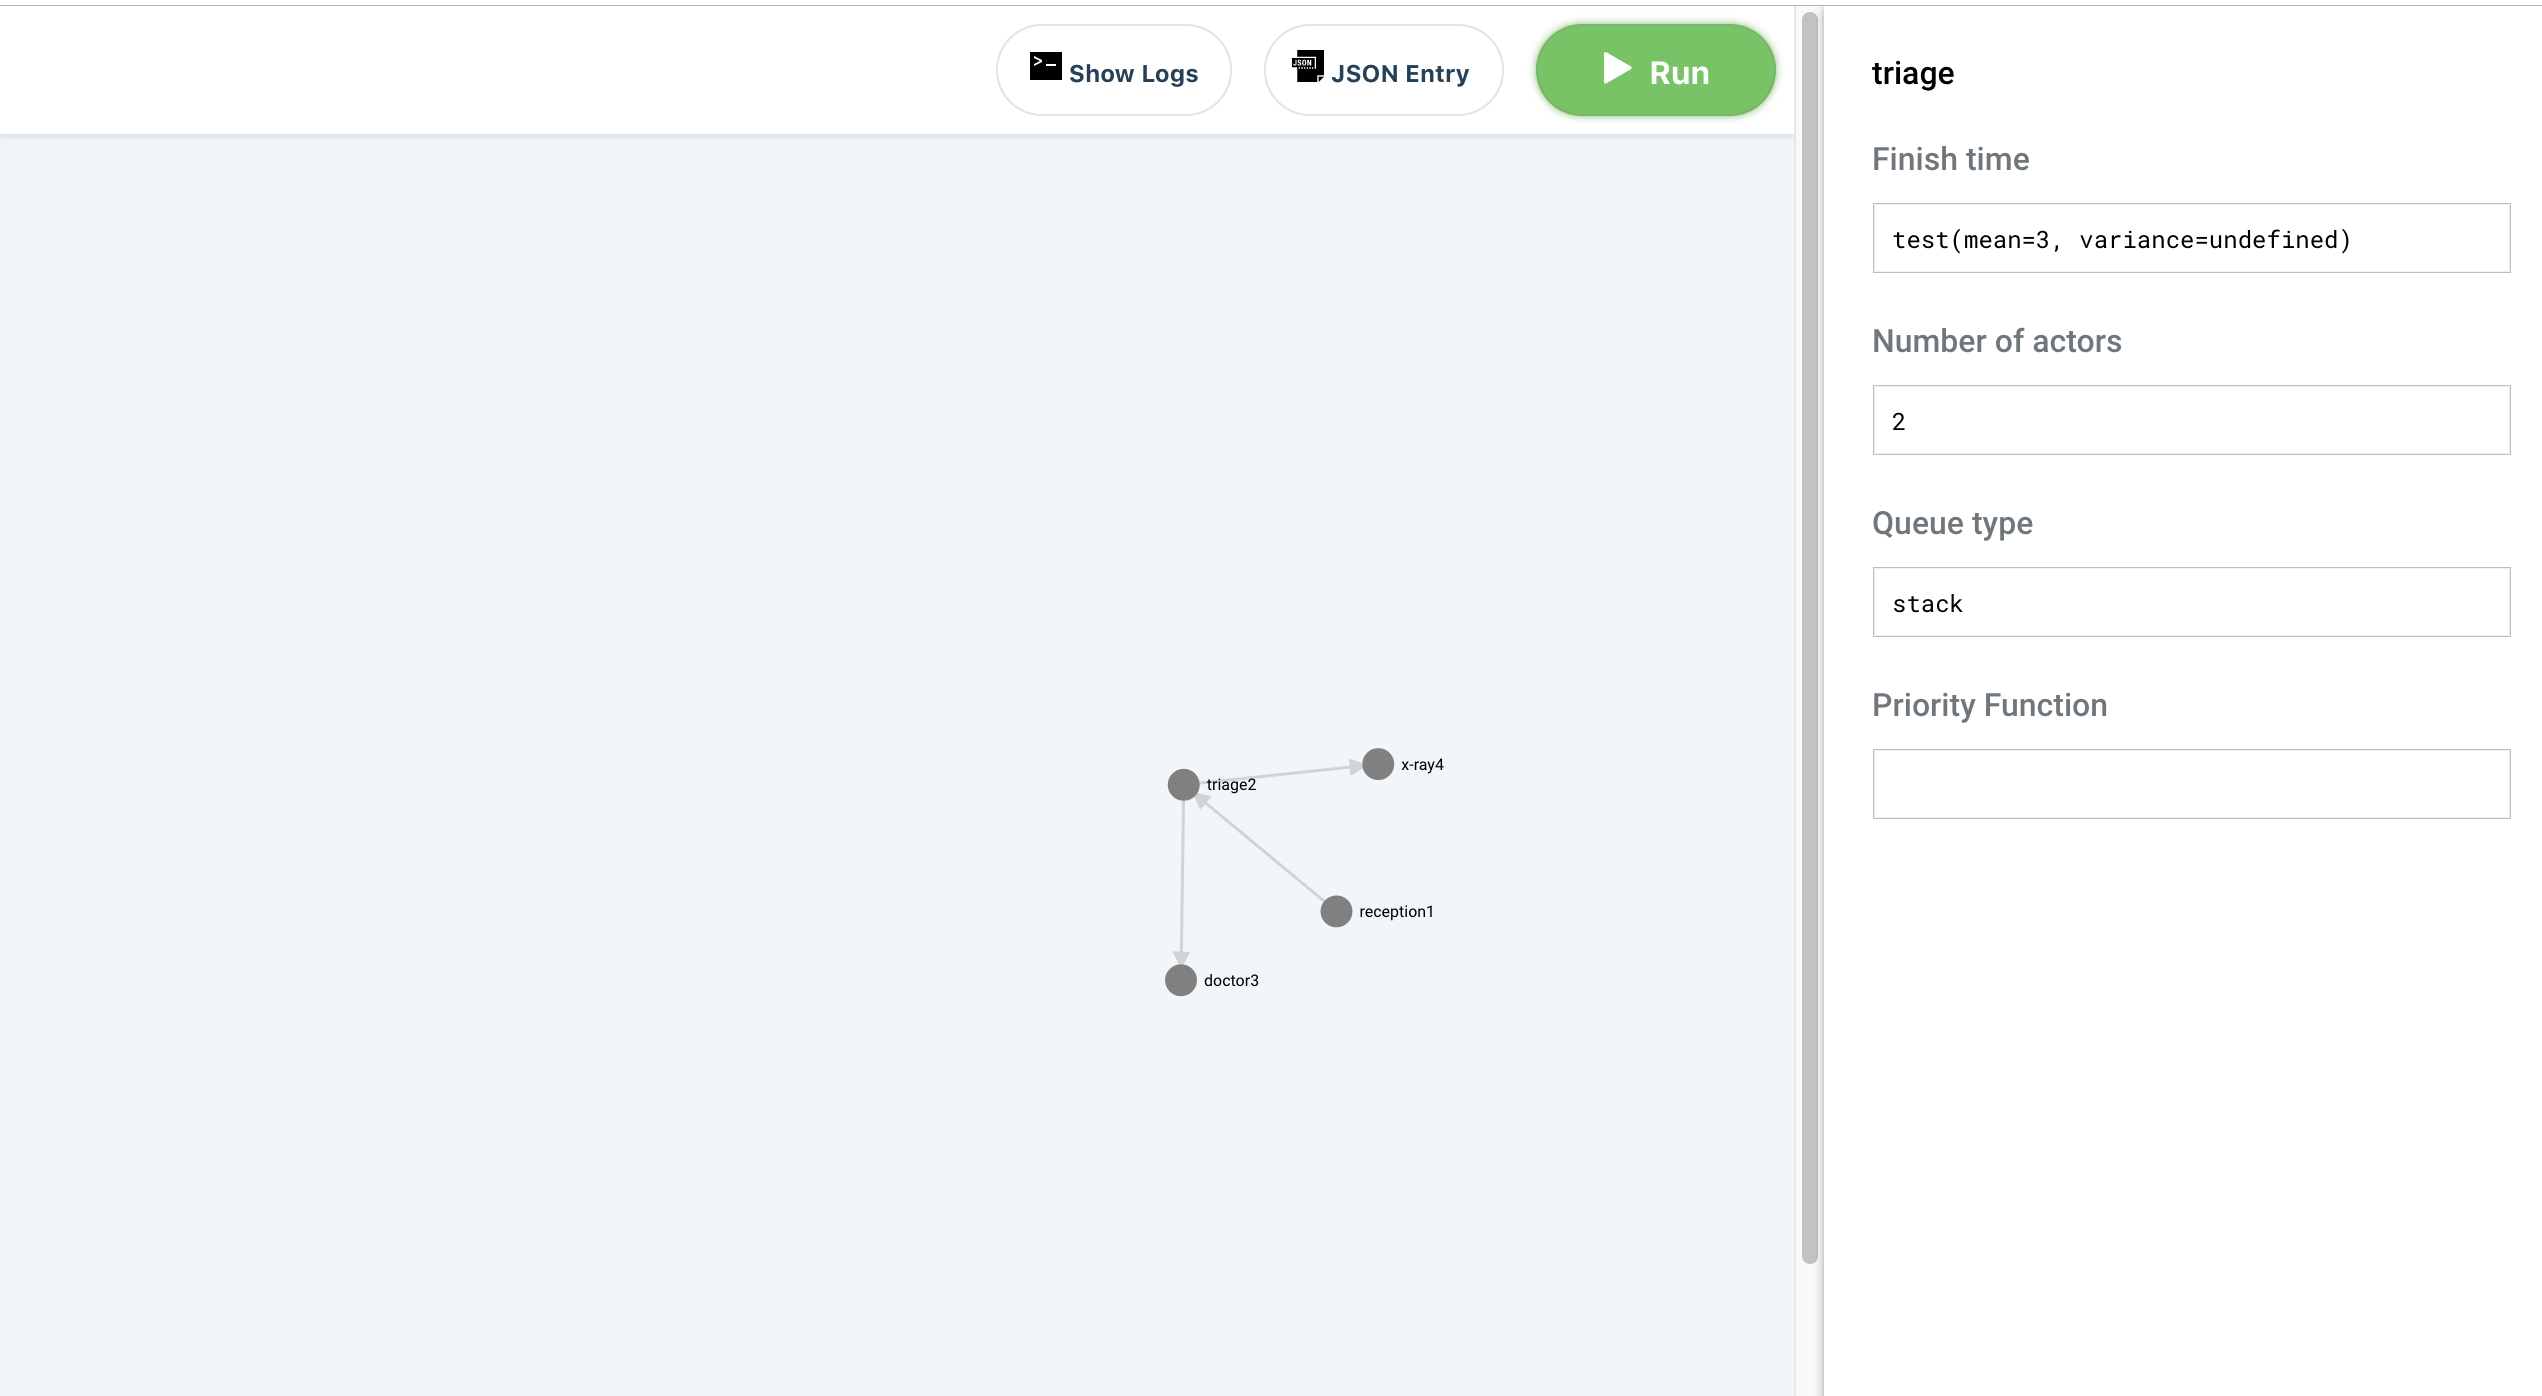 >_ Show Logs
JSON JSON Entry
Run
triage
Finish time
test(mean=3, variance=undefined)
Number of actors
2
Queue type
stack
Priority Function
x-ray4
triage2
reception1
doctor3